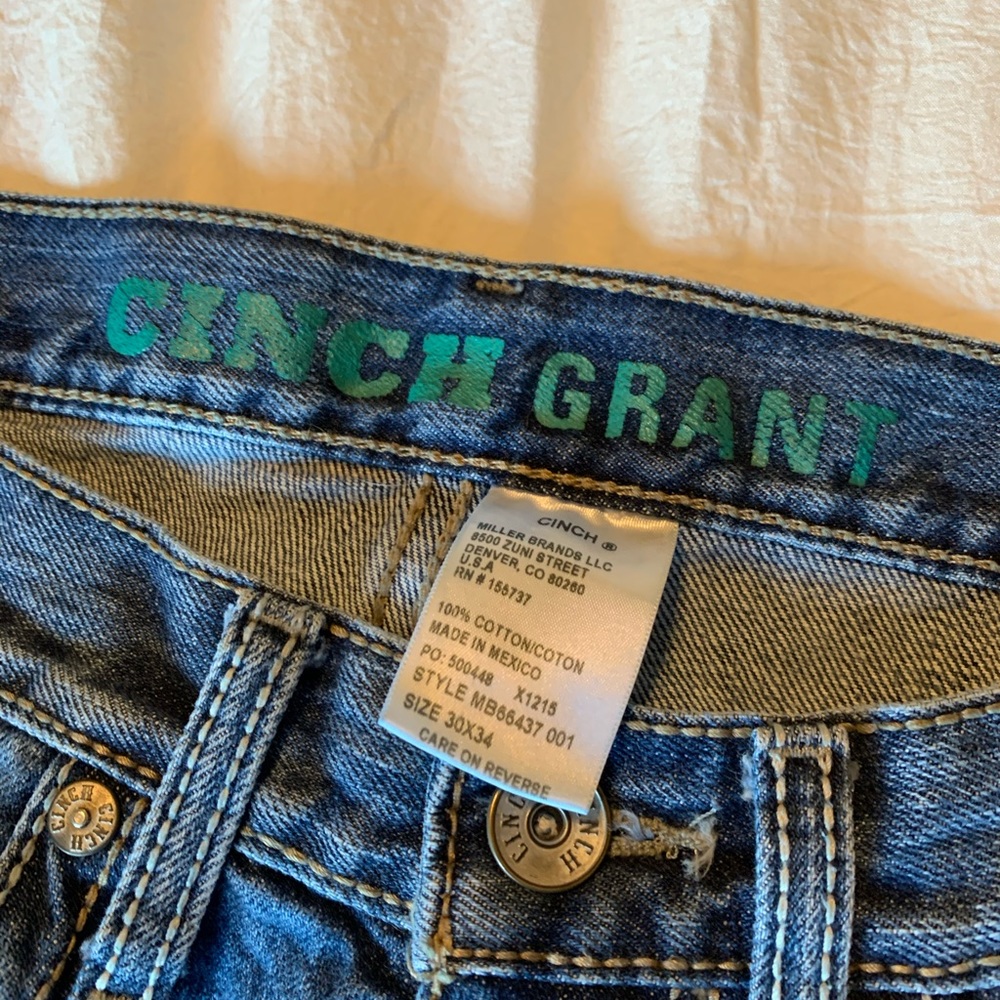 CINCH GRANT
CINCH ®
MILLER BRANDS LLC
8500 ZUNI STREET
DENVER, CO 80260
U.S.A
RN # 155737
100% COTTON/COTON
MADE IN MEXICO
PO: 500448 X1215
STYLE MB66437 001
SIZE 30X34
CARE ON REVERSE
CINCH CINCH
CINCH